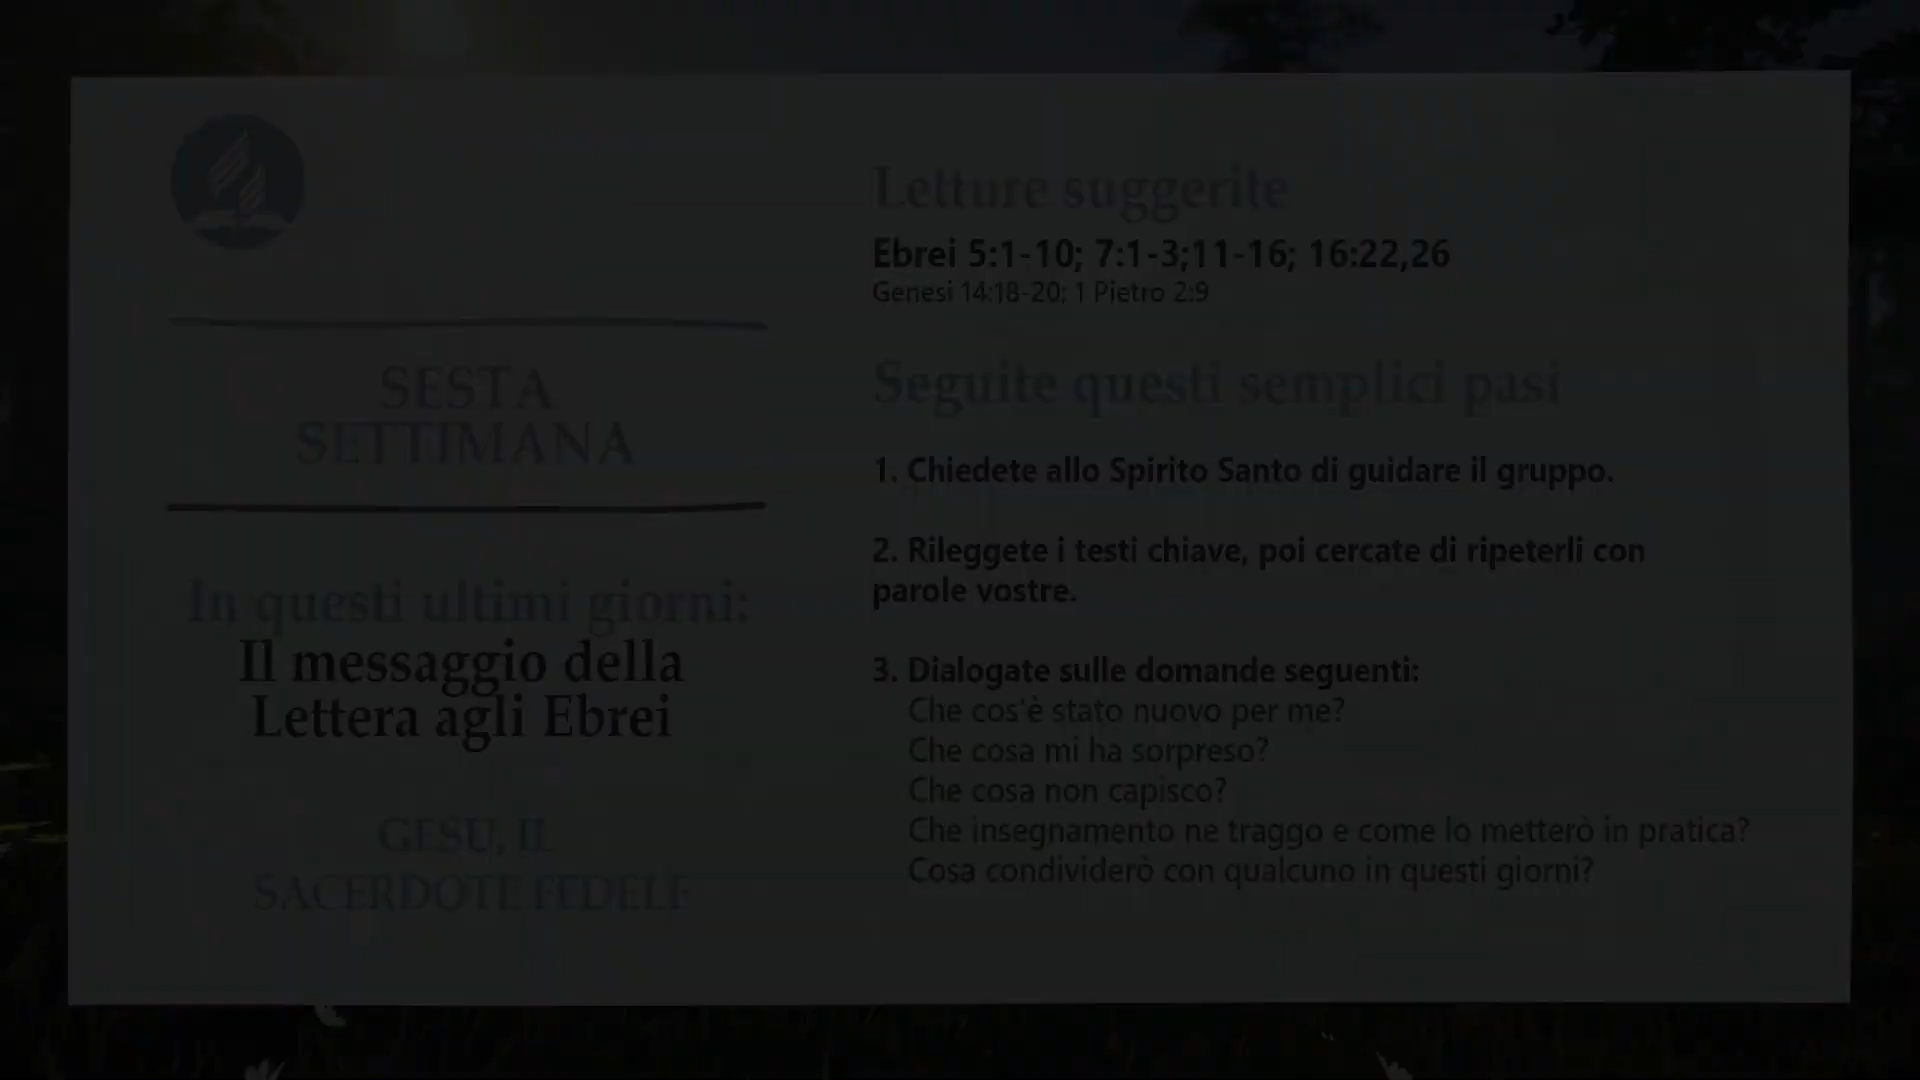 SESTA
SETTIMANA
In questi ultimi giorni:
Il messaggio della
Lettera agli Ebrei
GESU, IL
SACERDOTE FEDELE
Letture suggerite
Ebrei 5:1-10; 7:1-3;11-16; 16:22,26
Genesi 14:18-20; 1 Pietro 2:9
Seguite questi semplici pasi
1. Chiedete allo Spirito Santo di guidare il gruppo.
2. Rileggete i testi chiave, poi cercate di ripeterli con
parole vostre.
3. Dialogate sulle domande seguenti:
Che cos'è stato nuovo per me?
Che cosa mi ha sorpreso?
Che cosa non capisco?
Che insegnamento ne traggo e come lo metterò in pratica?
Cosa condividerò con qualcuno in questi giorni?